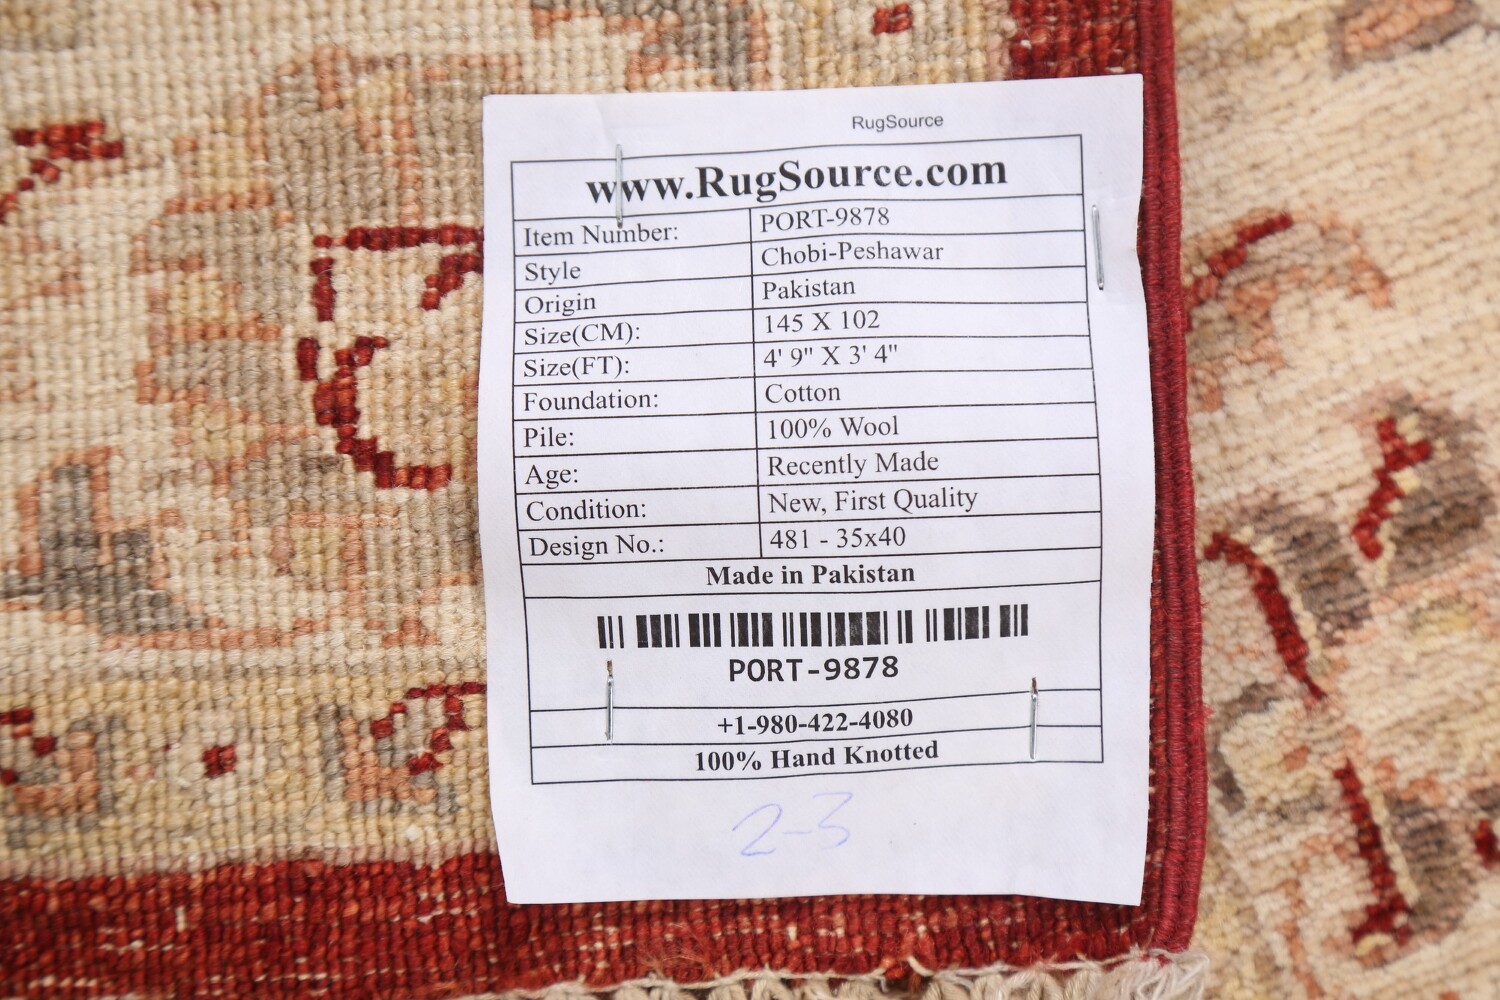 RugSource
www.RugSource.com
Item Number: PORT-9878
Style Chobi-Peshawar
Origin Pakistan
Size(CM): 145 X 102
Size(FT): 4' 9" X 3' 4"
Foundation: Cotton
Pile: 100% Wool
Age: Recently Made
Condition: New, First Quality
Design No.: 481 - 35x40
Made in Pakistan
PORT-9878
+1-980-422-4080
100% Hand Knotted
2-3